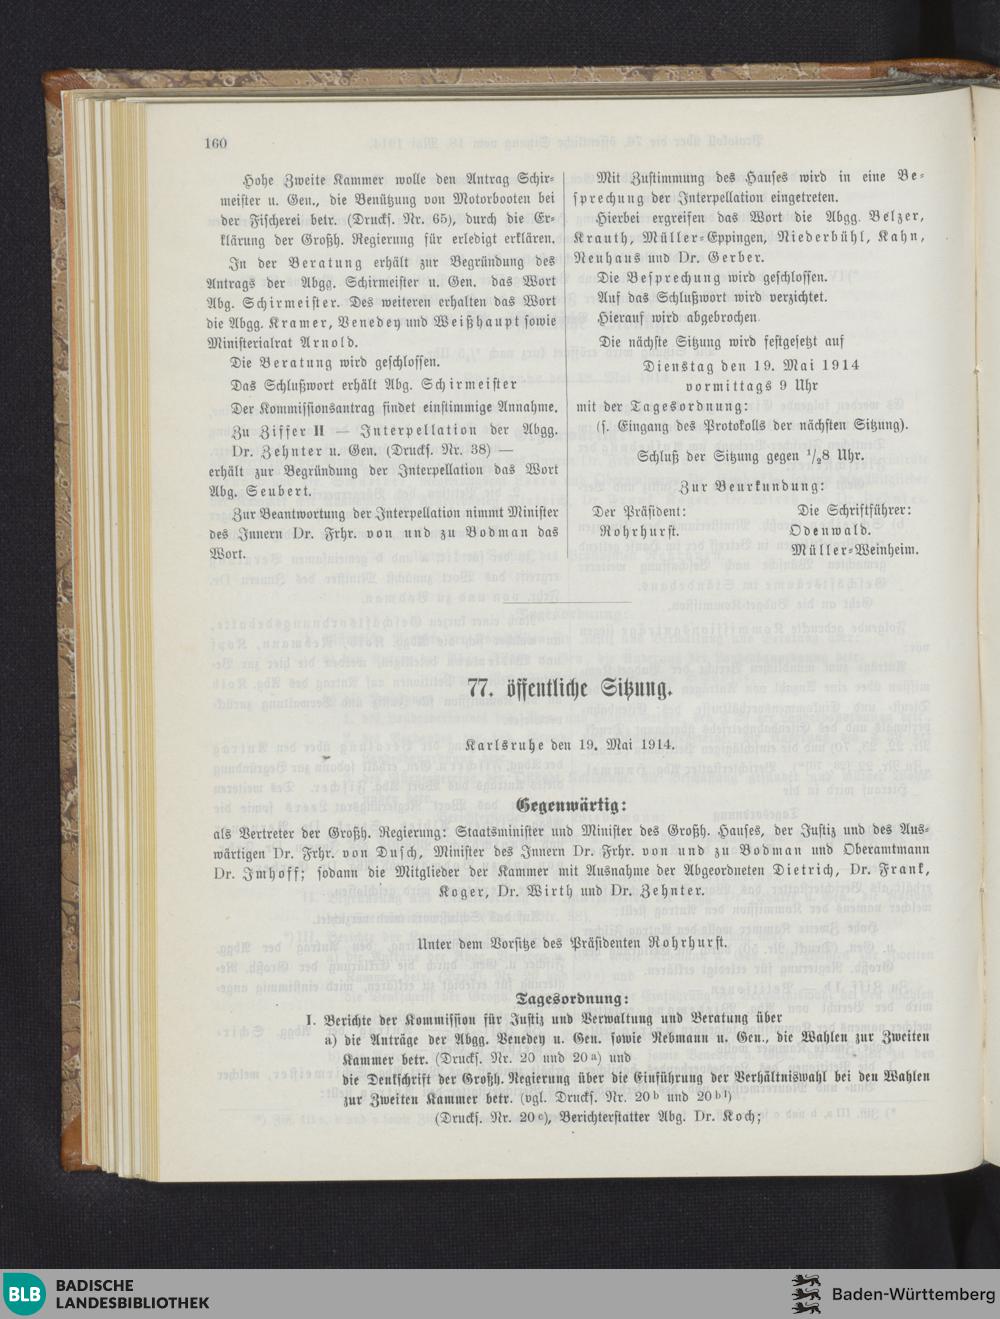 160
Hohe Zweite Kammer wolle den Antrag Schir-
meister u. Gen., die Benützung von Motorbooten bei
der Fischerei betr. (Drucks. Nr. 65), durch die Er-
klärung der Großh. Regierung für erledigt erklären.
In der Beratung erhält zur Begründung des
Antrags der Abgg. Schirmeister u. Gen. das Wort
Abg. Schirmeister. Des weiteren erhalten das Wort
die Abgg. Kramer, Venedey und Weißhaupt sowie
Ministerialrat Arnold.
Die Beratung wird geschlossen.
Das Schlußwort erhält Abg. Schirmeister
Der Kommissionsantrag findet einstimmige Annahme.
Zu Ziffer II — Interpellation der Abgg.
Dr. Zehnter u. Gen. (Drucks. Nr. 38) —
erhält zur Begründung der Interpellation das Wort
Abg. Seubert.
Zur Beantwortung der Interpellation nimmt Minister
des Innern Dr. Frhr. von und zu Bodman das
Wort.
Mit Zustimmung des Hauses wird in eine Be-
sprechung der Interpellation eingetreten.
Hierbei ergreifen das Wort die Abgg. Belzer,
Krauth, Müller-Eppingen, Niederbühl, Kahn,
Neuhaus und Dr. Gerber.
Die Besprechung wird geschlossen.
Auf das Schlußwort wird verzichtet.
Hierauf wird abgebrochen.
Die nächste Sitzung wird festgesetzt auf
Dienstag den 19. Mai 1914
vormittags 9 Uhr
mit der Tagesordnung:
(s. Eingang des Protokolls der nächsten Sitzung).
Schluß der Sitzung gegen 1/28 Uhr.
Zur Beurkundung:
Der Präsident: Die Schriftführer:
Rohrhurst. Odenwald.
Müller-Weinheim.
77. öffentliche Sitzung.
Karlsruhe den 19. Mai 1914.
Gegenwärtig:
als Vertreter der Großh. Regierung: Staatsminister und Minister des Großh. Hauses, der Justiz und des Aus-
wärtigen Dr. Frhr. von Dusch, Minister des Innern Dr. Frhr. von und zu Bodman und Oberamtmann
Dr. Imhoff; sodann die Mitglieder der Kammer mit Ausnahme der Abgeordneten Dietrich, Dr. Frank,
Koger, Dr. Wirth und Dr. Zehnter.
Unter dem Vorsitze des Präsidenten Rohrhurst.
Tagesordnung:
I. Berichte der Kommission für Justiz und Verwaltung und Beratung über
a) die Anträge der Abgg. Venedey u. Gen. sowie Rebmann u. Gen., die Wahlen zur Zweiten
Kammer betr. (Drucks. Nr. 20 und 20 a) und
die Denkschrift der Großh. Regierung über die Einführung der Verhältniswahl bei den Wahlen
zur Zweiten Kammer betr. (vgl. Drucks. Nr. 20 b und 20 b I)
(Drucks. Nr. 20 c), Berichterstatter Abg. Dr. Koch;
BLB BADISCHE
LANDESBIBLIOTHEK
Baden-Württemberg